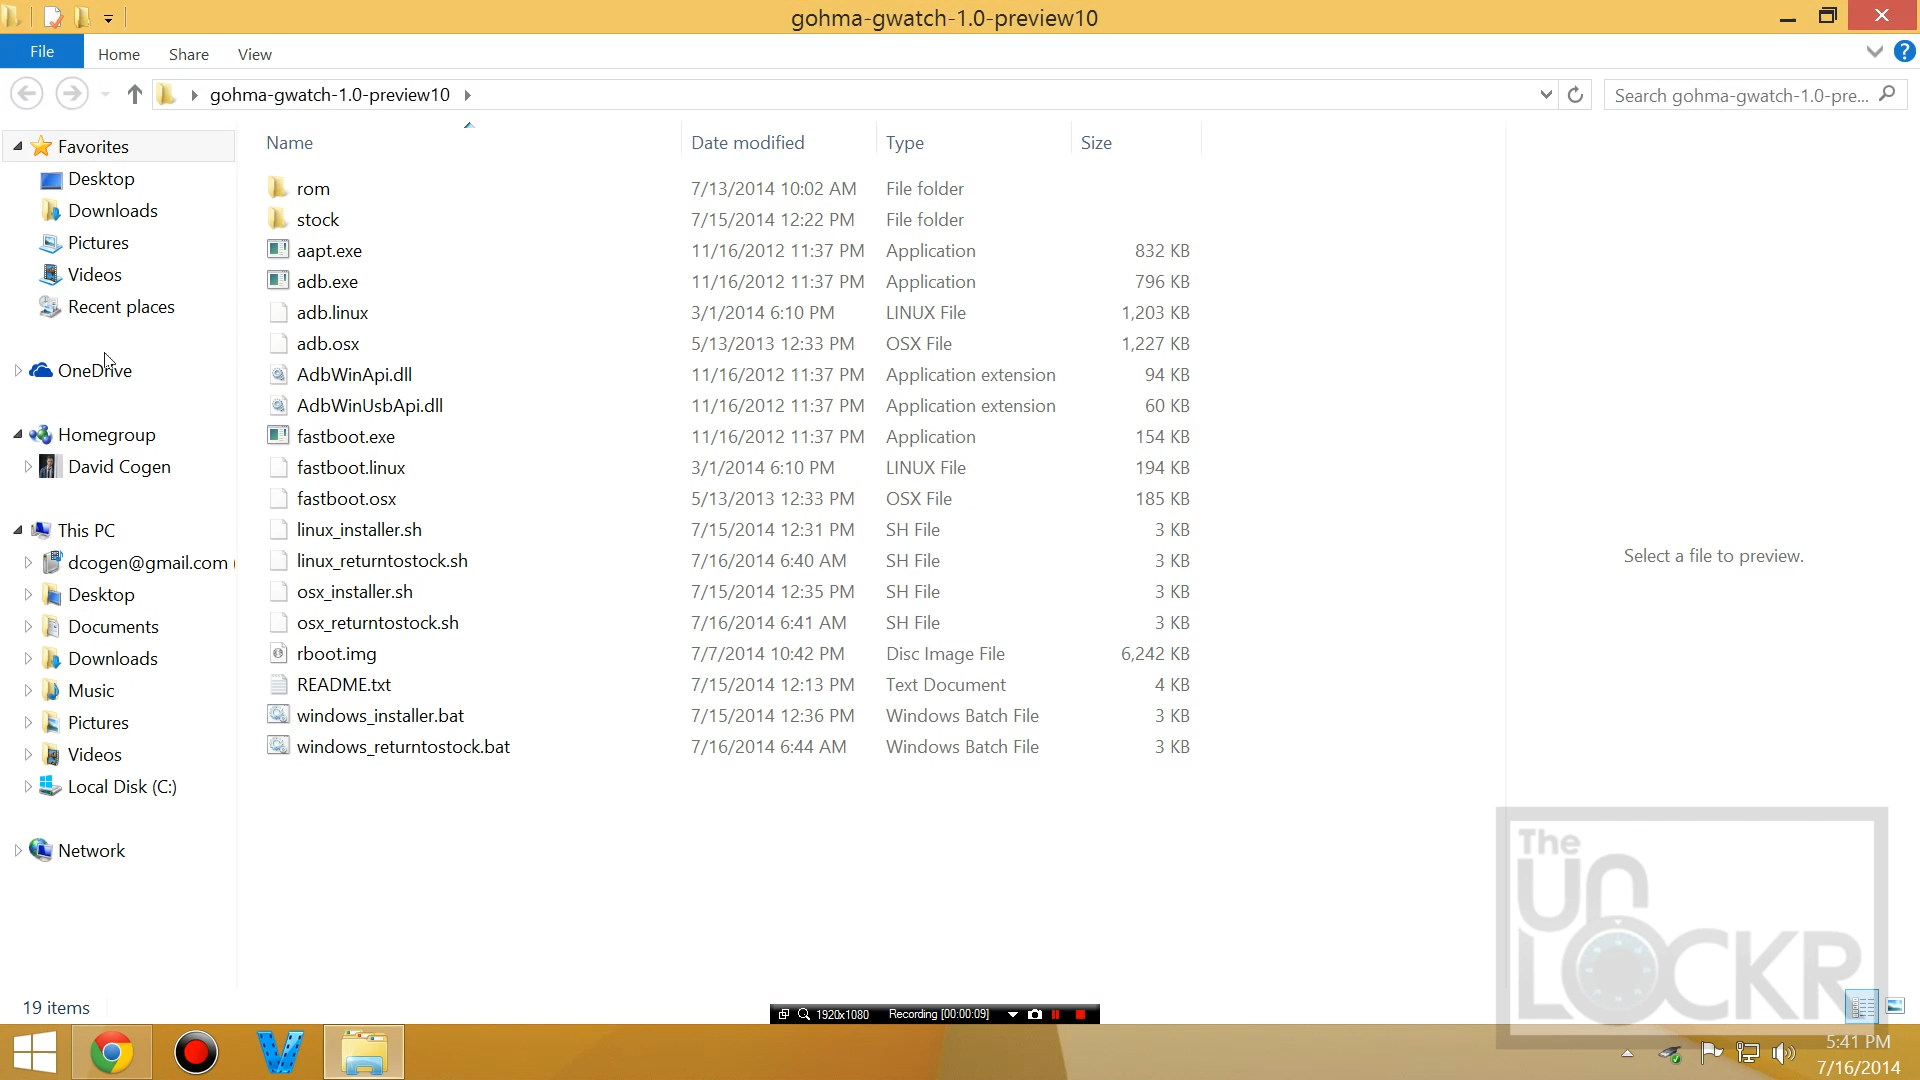 gohma-gwatch-1.0-preview10
File Home Share View
gohma-gwatch-1.0-preview10
Search gohma-gwatch-1.0-pre...
Name Date modified Type Size
Favorites
Desktop
Downloads
Pictures
Videos
Recent places
OneDrive
Homegroup
David Cogen
This PC
dcogen@gmail.com (
Desktop
Documents
Downloads
Music
Pictures
Videos
Local Disk (C:)
Network
rom 7/13/2014 10:02 AM File folder
stock 7/15/2014 12:22 PM File folder
aapt.exe 11/16/2012 11:37 PM Application 832 KB
adb.exe 11/16/2012 11:37 PM Application 796 KB
adb.linux 3/1/2014 6:10 PM LINUX File 1,203 KB
adb.osx 5/13/2013 12:33 PM OSX File 1,227 KB
AdbWinApi.dll 11/16/2012 11:37 PM Application extension 94 KB
AdbWinUsbApi.dll 11/16/2012 11:37 PM Application extension 60 KB
fastboot.exe 11/16/2012 11:37 PM Application 154 KB
fastboot.linux 3/1/2014 6:10 PM LINUX File 194 KB
fastboot.osx 5/13/2013 12:33 PM OSX File 185 KB
linux_installer.sh 7/15/2014 12:31 PM SH File 3 KB
linux_returntostock.sh 7/16/2014 6:40 AM SH File 3 KB
osx_installer.sh 7/15/2014 12:35 PM SH File 3 KB
osx_returntostock.sh 7/16/2014 6:41 AM SH File 3 KB
rboot.img 7/7/2014 10:42 PM Disc Image File 6,242 KB
README.txt 7/15/2014 12:13 PM Text Document 4 KB
windows_installer.bat 7/15/2014 12:36 PM Windows Batch File 3 KB
windows_returntostock.bat 7/16/2014 6:44 AM Windows Batch File 3 KB
Select a file to preview.
The
UN
LOCKR
19 items
1920x1080 Recording [00:00:09]
5:41 PM
7/16/2014